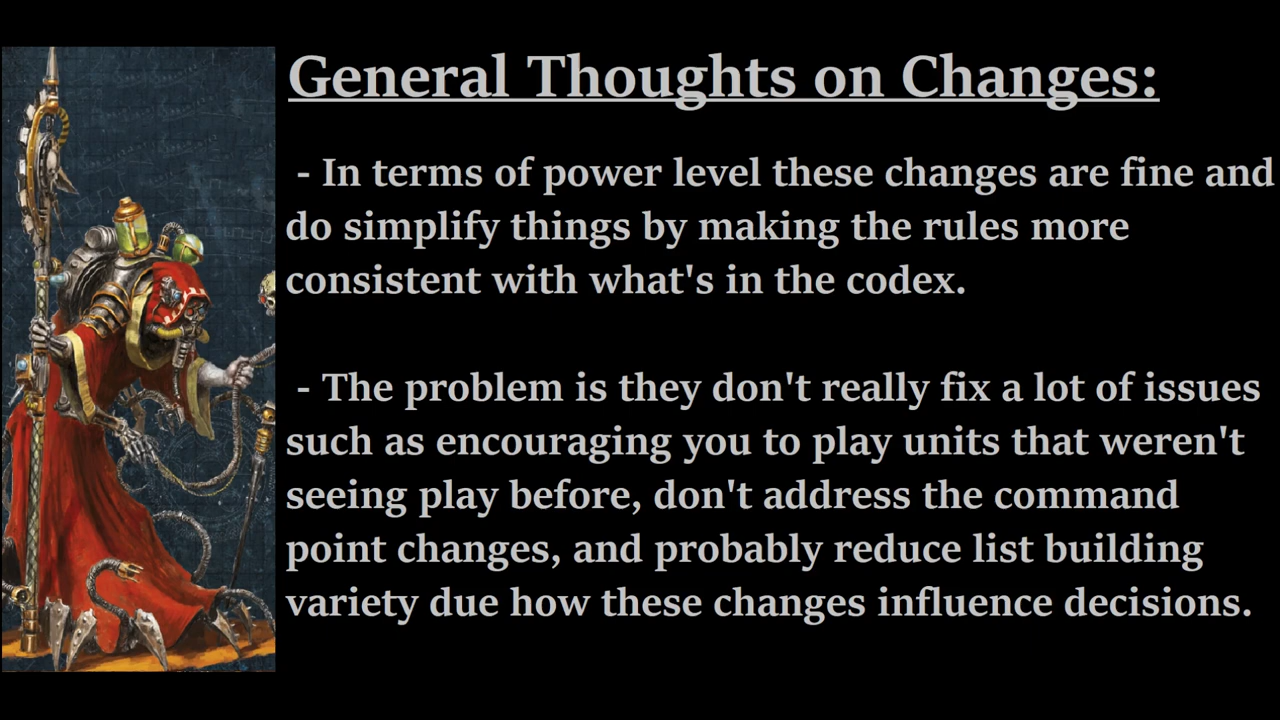 General Thoughts on Changes:
- In terms of power level these changes are fine and
do simplify things by making the rules more
consistent with what's in the codex.
- The problem is they don't really fix a lot of issues
such as encouraging you to play units that weren't
seeing play before, don't address the command
point changes, and probably reduce list building
variety due how these changes influence decisions.